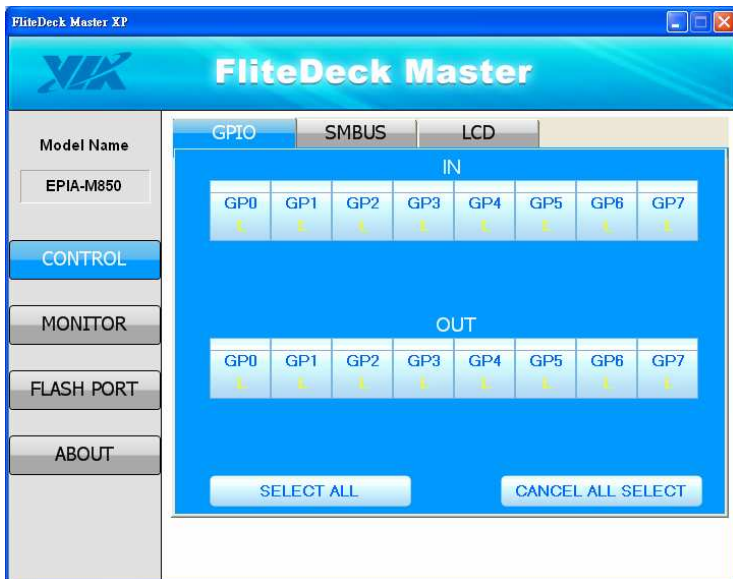 FliteDeck Master XP
VIA FliteDeck Master
Model Name
EPIA-M850
CONTROL
MONITOR
FLASH PORT
ABOUT
GPIO SMBUS LCD
IN
GP0 GP1 GP2 GP3 GP4 GP5 GP6 GP7
L L L L L L L L
OUT
GP0 GP1 GP2 GP3 GP4 GP5 GP6 GP7
L L L L L L L L
SELECT ALL CANCEL ALL SELECT